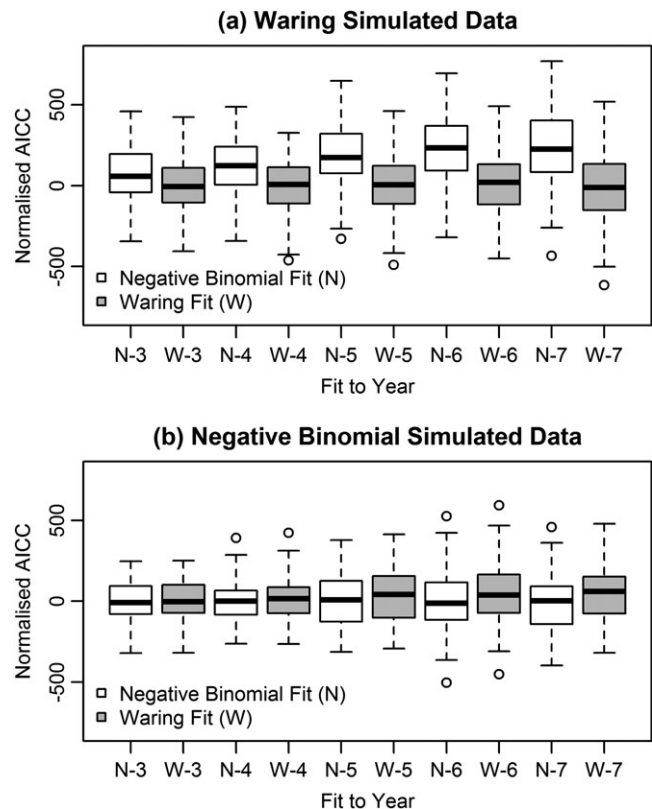 (a) Waring Simulated Data
Normalised AICC
500
0
-500
Negative Binomial Fit (N)
Waring Fit (W)
N-3 W-3 N-4 W-4 N-5 W-5 N-6 W-6 N-7 W-7
Fit to Year
(b) Negative Binomial Simulated Data
Normalised AICC
500
0
-500
Negative Binomial Fit (N)
Waring Fit (W)
N-3 W-3 N-4 W-4 N-5 W-5 N-6 W-6 N-7 W-7
Fit to Year